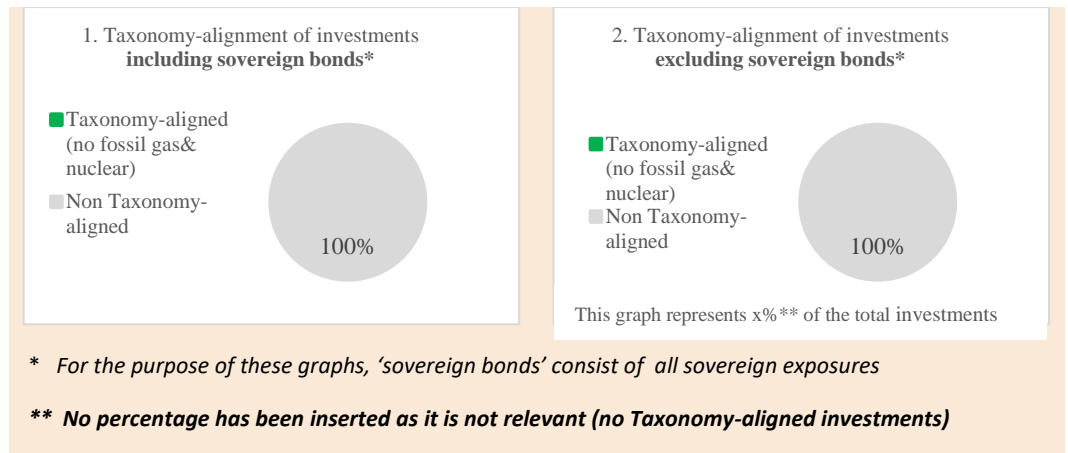 1. Taxonomy-alignment of investments
including sovereign bonds*
Taxonomy-aligned
(no fossil gas&
nuclear)
Non Taxonomy-
aligned
100%
2. Taxonomy-alignment of investments
excluding sovereign bonds*
Taxonomy-aligned
(no fossil gas&
nuclear)
Non Taxonomy-
aligned
100%
This graph represents x%** of the total investments
* For the purpose of these graphs, ‘sovereign bonds’ consist of all sovereign exposures
** No percentage has been inserted as it is not relevant (no Taxonomy-aligned investments)